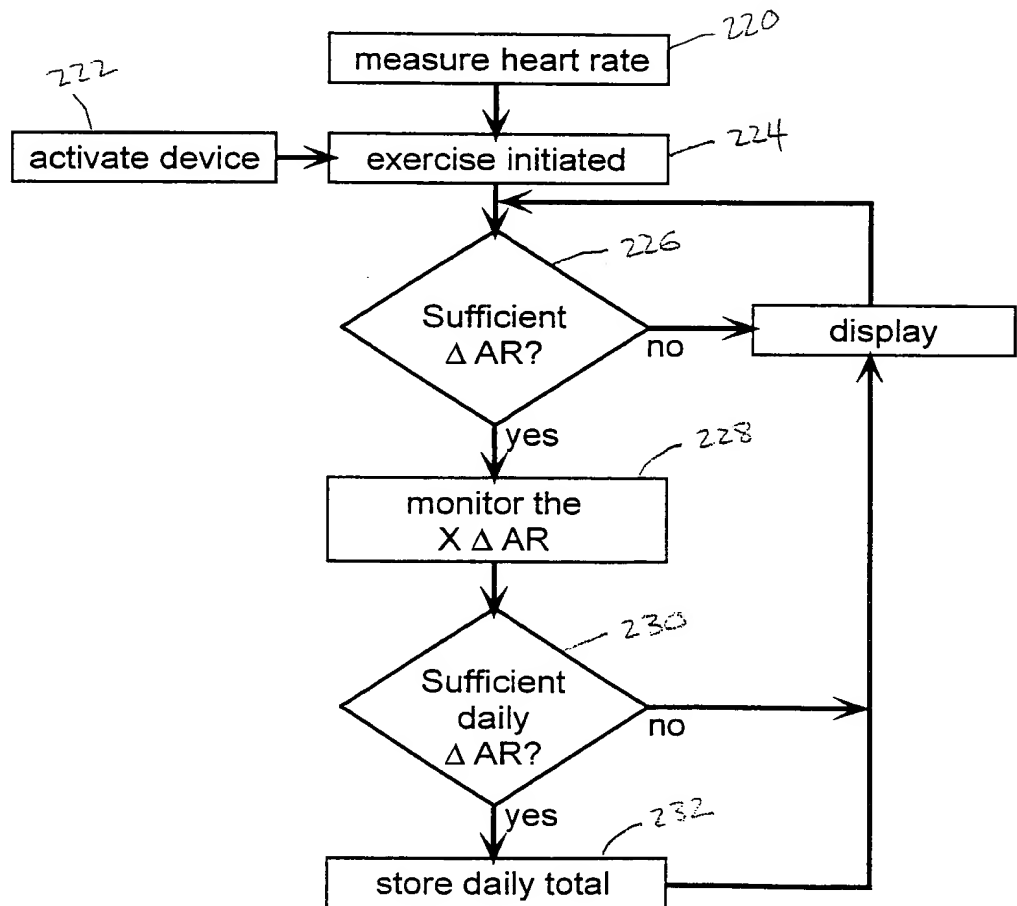 measure heart rate
220
222
activate device
exercise initiated
224
226
Sufficient
Δ AR?
no
display
yes
228
monitor the
X Δ AR
230
Sufficient
daily
Δ AR?
no
yes
232
store daily total